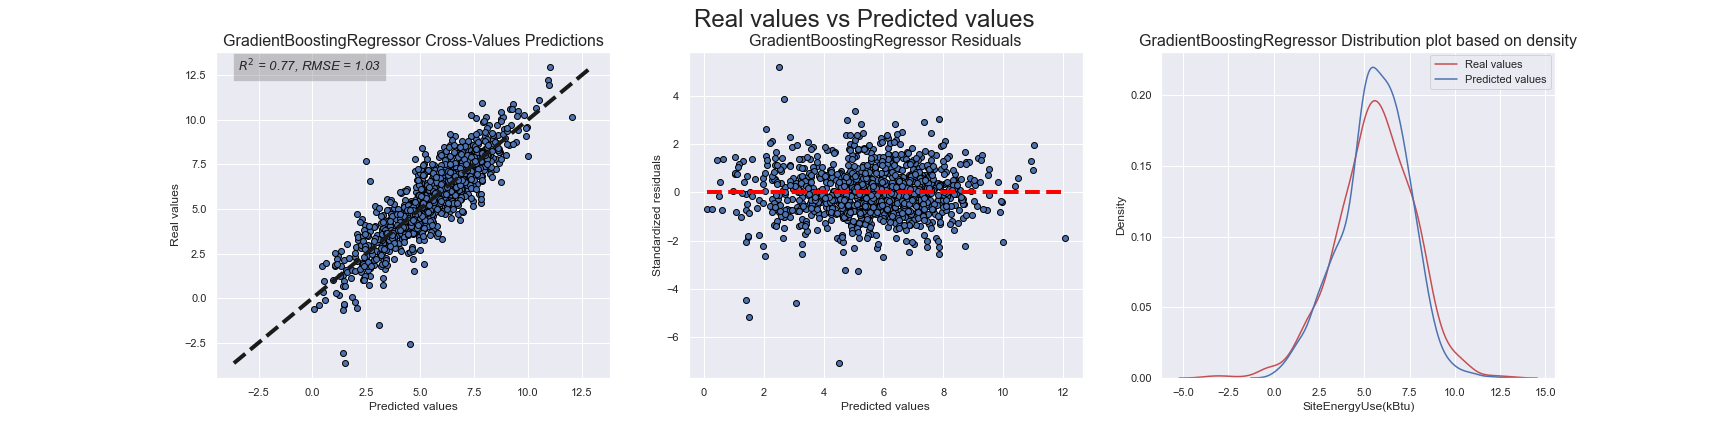 Real values vs Predicted values
GradientBoostingRegressor Cross-Values Predictions
R² = 0.77, RMSE = 1.03
12.5
10.0
7.5
5.0
2.5
0.0
−2.5
Real values
−2.5 0.0 2.5 5.0 7.5 10.0 12.5
Predicted values
GradientBoostingRegressor Residuals
4
2
0
−2
−4
−6
Standardized residuals
0 2 4 6 8 10 12
Predicted values
GradientBoostingRegressor Distribution plot based on density
Real values
Predicted values
0.20
0.15
0.10
0.05
0.00
Density
−5.0 −2.5 0.0 2.5 5.0 7.5 10.0 12.5 15.0
SiteEnergyUse(kBtu)